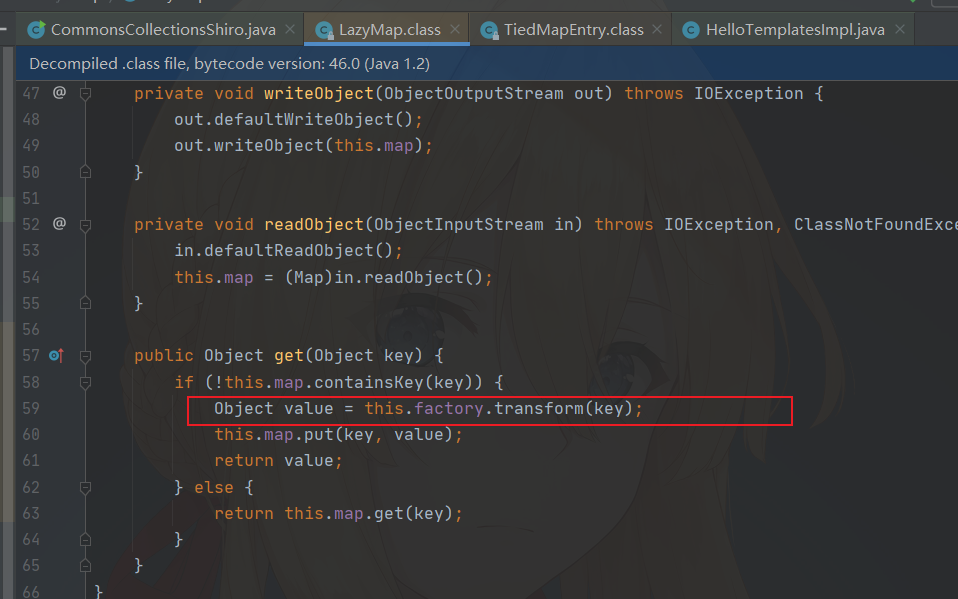 CommonsCollectionsShiro.java LazyMap.class TiedMapEntry.class HelloTemplatesImpl.java
Decompiled .class file, bytecode version: 46.0 (Java 1.2)
47 @ private void writeObject(ObjectOutputStream out) throws IOException {
48 out.defaultWriteObject();
49 out.writeObject(this.map);
50 }
51
52 @ private void readObject(ObjectInputStream in) throws IOException, ClassNotFoundExce
53 in.defaultReadObject();
54 this.map = (Map)in.readObject();
55 }
56
57 public Object get(Object key) {
58 if (!this.map.containsKey(key)) {
59 Object value = this.factory.transform(key);
60 this.map.put(key, value);
61 return value;
62 } else {
63 return this.map.get(key);
64 }
65 }
66 }